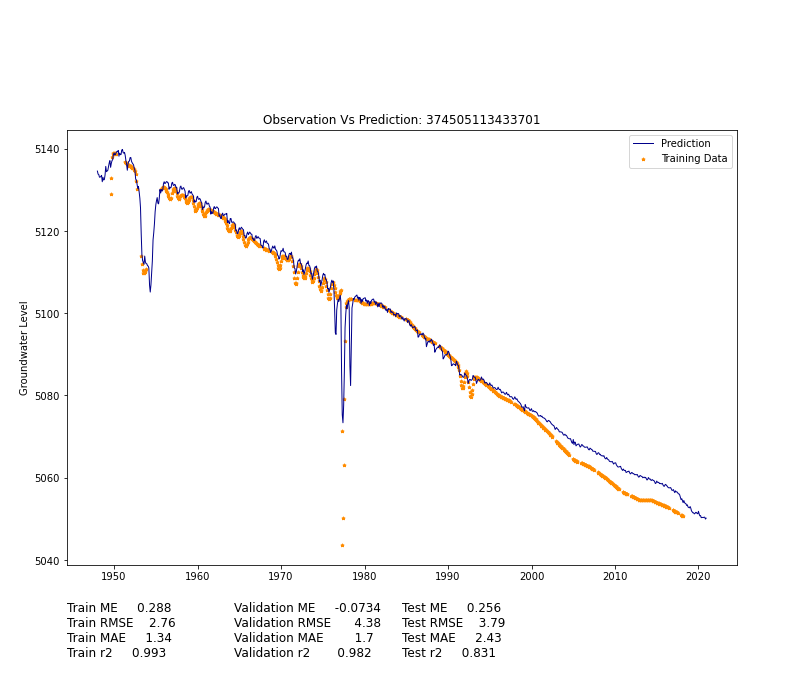 Observation Vs Prediction: 374505113433701
Prediction
Training Data
5140
5120
5100
5080
5060
5040
Groundwater Level
1950 1960 1970 1980 1990 2000 2010 2020
Train ME 0.288 Validation ME -0.0734 Test ME 0.256
Train RMSE 2.76 Validation RMSE 4.38 Test RMSE 3.79
Train MAE 1.34 Validation MAE 1.7 Test MAE 2.43
Train r2 0.993 Validation r2 0.982 Test r2 0.831